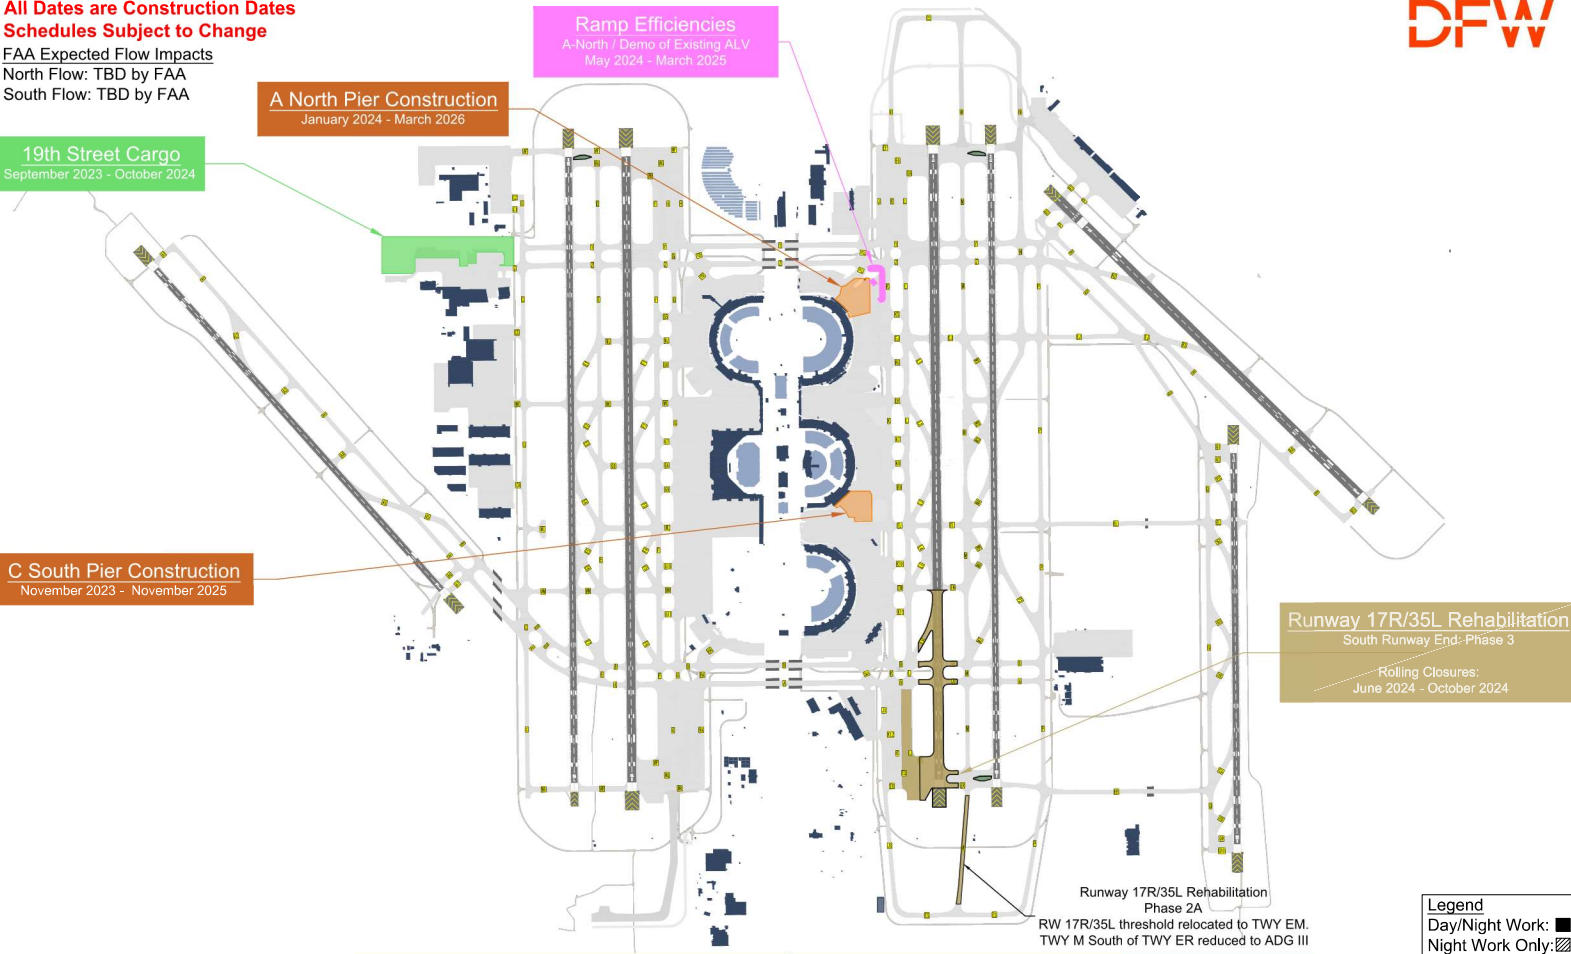 All Dates are Construction Dates
Schedules Subject to Change
FAA Expected Flow Impacts
North Flow: TBD by FAA
South Flow: TBD by FAA
Ramp Efficiencies
A-North / Demo of Existing ALV
May 2024 - March 2025
DFW
A North Pier Construction
January 2024 - March 2026
19th Street Cargo
September 2023 - October 2024
C South Pier Construction
November 2023 - November 2025
Runway 17R/35L Rehabilitation
South Runway End: Phase 3
Rolling Closures:
June 2024 - October 2024
Runway 17R/35L Rehabilitation
Phase 2A
RW 17R/35L threshold relocated to TWY EM.
TWY M South of TWY ER reduced to ADG III
Legend
Day/Night Work:
Night Work Only: